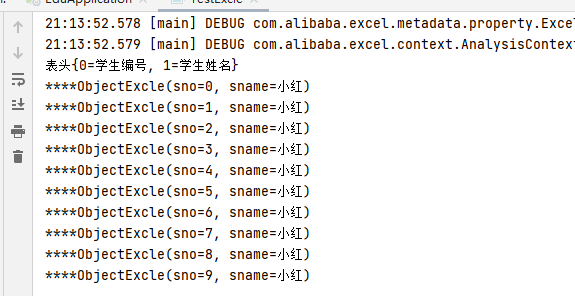 EduApplication TestExcle
21:13:52.578 [main] DEBUG com.alibaba.excel.metadata.property.Exce
21:13:52.579 [main] DEBUG com.alibaba.excel.context.AnalysisContex
表头{0=学生编号, 1=学生姓名}
****ObjectExcle(sno=0, sname=小红)
****ObjectExcle(sno=1, sname=小红)
****ObjectExcle(sno=2, sname=小红)
****ObjectExcle(sno=3, sname=小红)
****ObjectExcle(sno=4, sname=小红)
****ObjectExcle(sno=5, sname=小红)
****ObjectExcle(sno=6, sname=小红)
****ObjectExcle(sno=7, sname=小红)
****ObjectExcle(sno=8, sname=小红)
****ObjectExcle(sno=9, sname=小红)